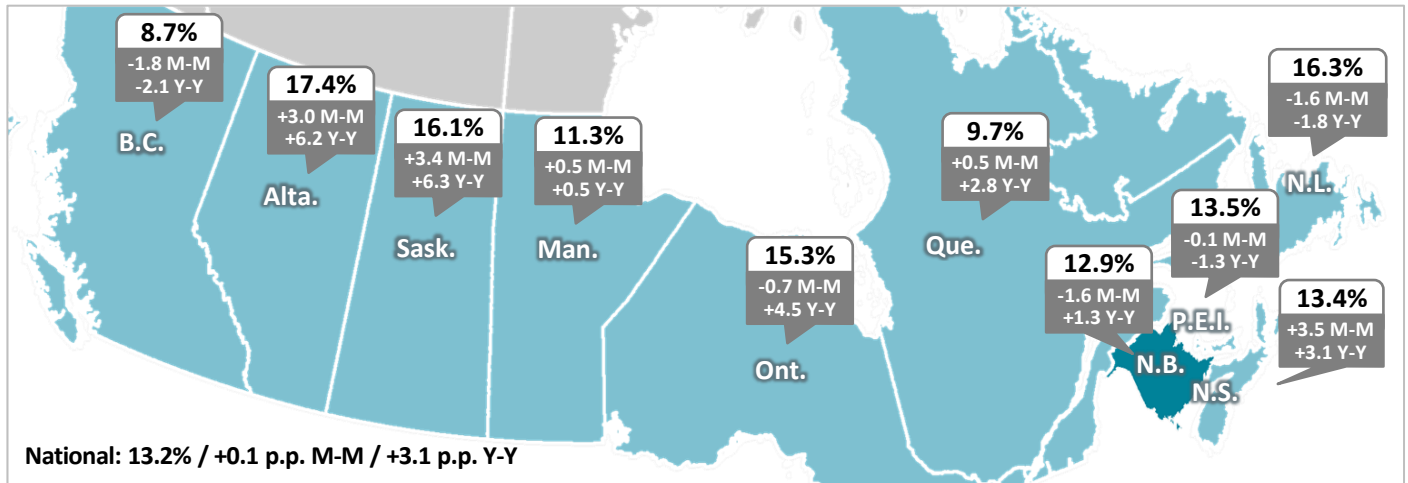 8.7%
-1.8 M-M
-2.1 Y-Y
B.C.
17.4%
+3.0 M-M
+6.2 Y-Y
Alta.
16.1%
+3.4 M-M
+6.3 Y-Y
Sask.
11.3%
+0.5 M-M
+0.5 Y-Y
Man.
15.3%
-0.7 M-M
+4.5 Y-Y
Ont.
9.7%
+0.5 M-M
+2.8 Y-Y
Que.
12.9%
-1.6 M-M
+1.3 Y-Y
N.B.
13.5%
-0.1 M-M
-1.3 Y-Y
P.E.I.
13.4%
+3.5 M-M
+3.1 Y-Y
N.S.
16.3%
-1.6 M-M
-1.8 Y-Y
N.L.
National: 13.2% / +0.1 p.p. M-M / +3.1 p.p. Y-Y